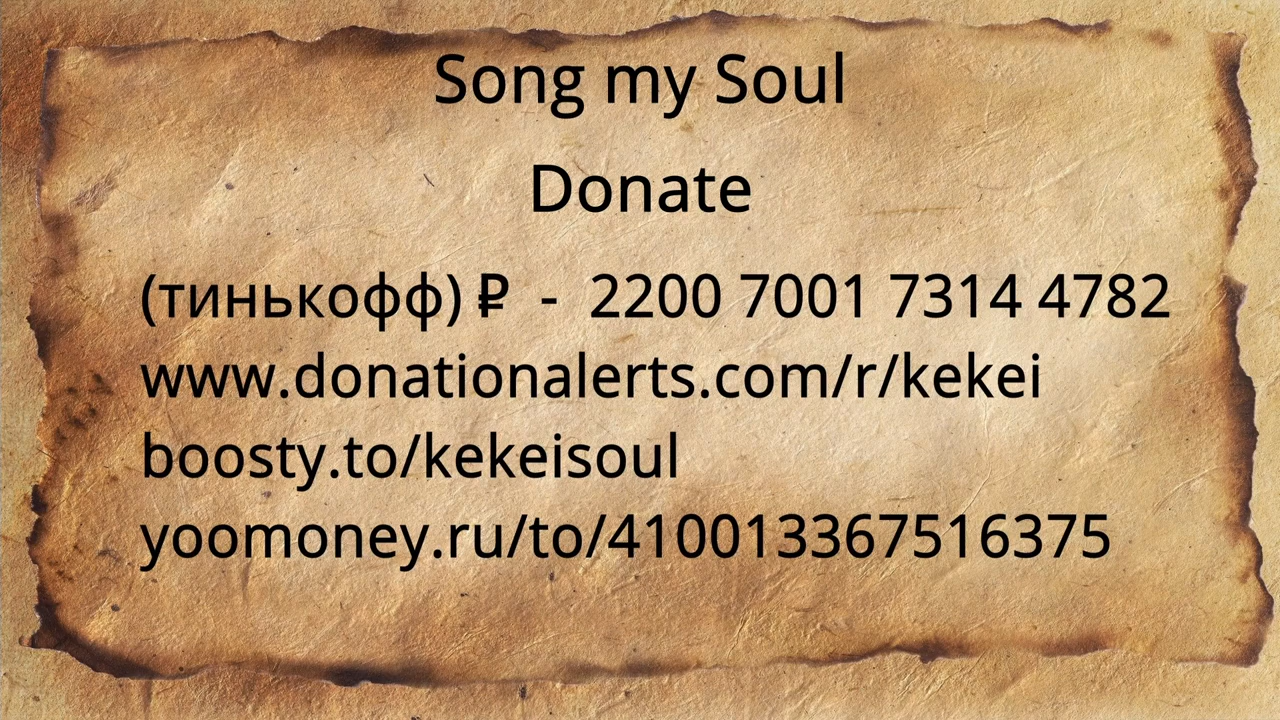 Song my Soul
Donate
(тинькофф) ₽ - 2200 7001 7314 4782
www.donationalerts.com/r/kekei
boosty.to/kekeisoul
yoomoney.ru/to/410013367516375